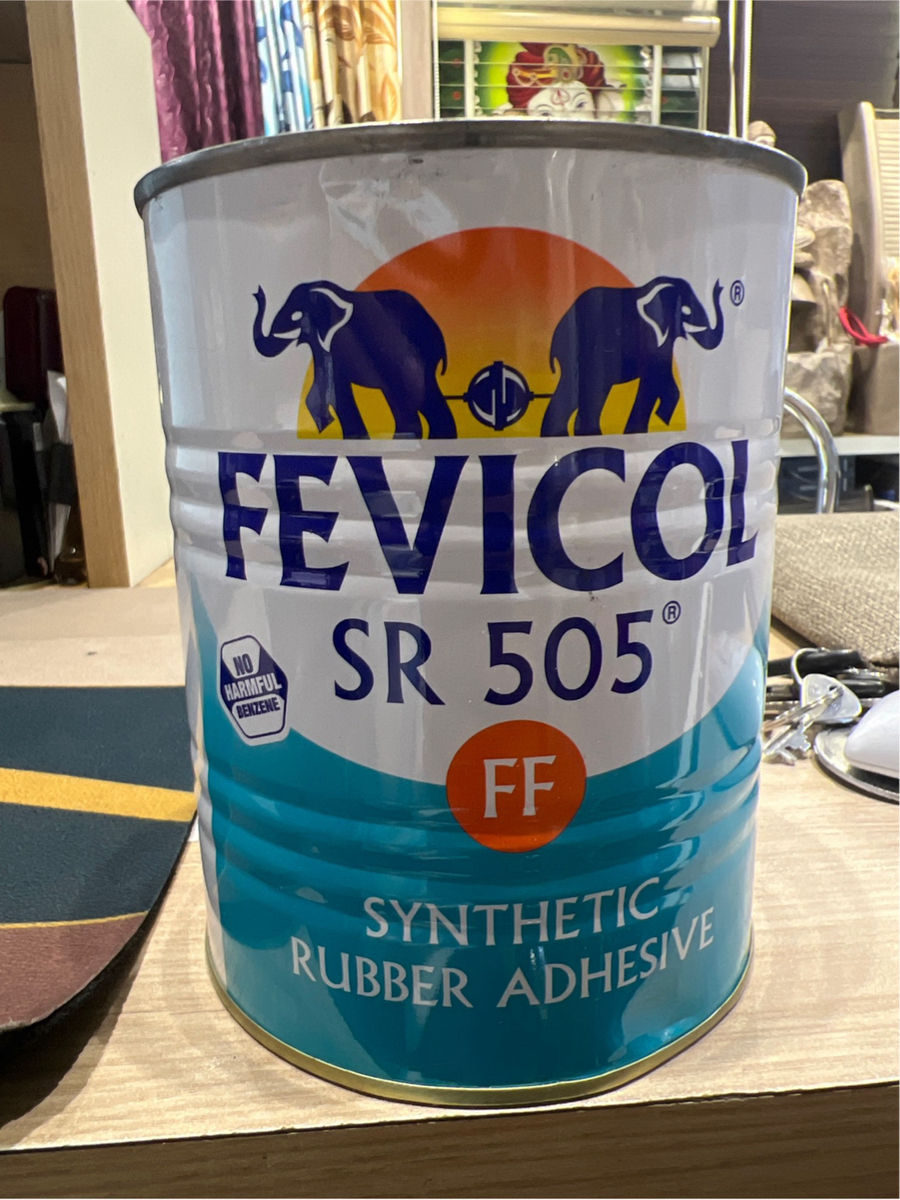 ®
FEVICOL
SR 505®
NO
HARMFUL
BENZENE
FF
SYNTHETIC
RUBBER ADHESIVE